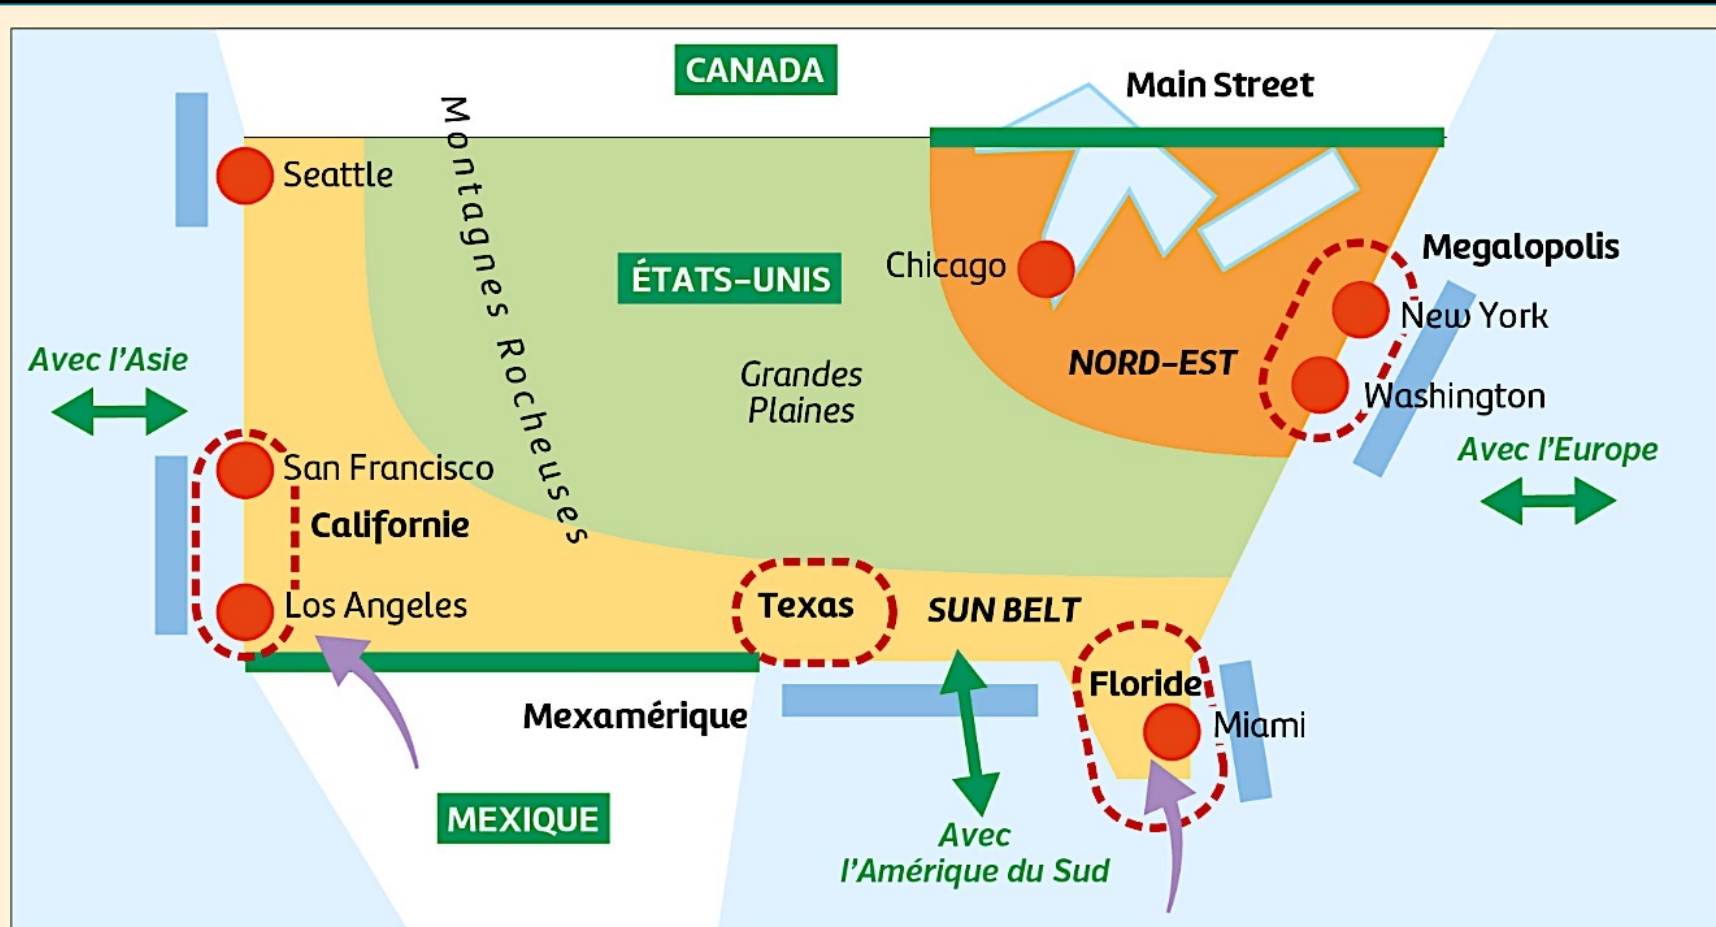 CANADA
Main Street
Montagnes Rocheuses
Seattle
ÉTATS-UNIS
Chicago
Megalopolis
New York
NORD-EST
Avec l'Asie
Grandes
Plaines
Washington
Avec l'Europe
San Francisco
Californie
Los Angeles
Texas
SUN BELT
Floride
Mexamérique
Miami
MEXIQUE
Avec
l'Amérique du Sud